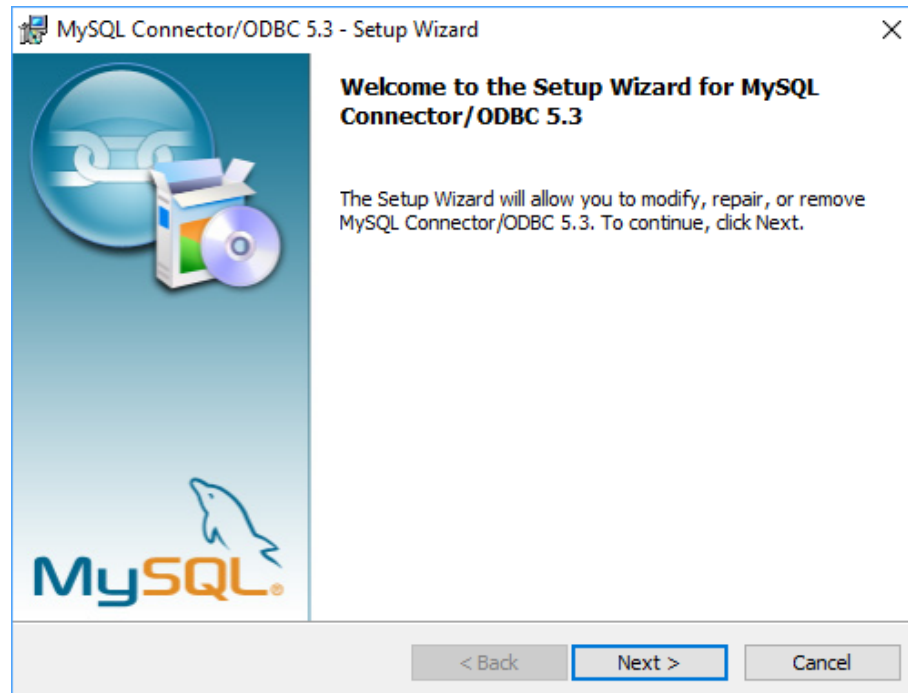 MySQL Connector/ODBC 5.3 - Setup Wizard
Welcome to the Setup Wizard for MySQL
Connector/ODBC 5.3
The Setup Wizard will allow you to modify, repair, or remove
MySQL Connector/ODBC 5.3. To continue, click Next.
MySQL®
< Back
Next >
Cancel